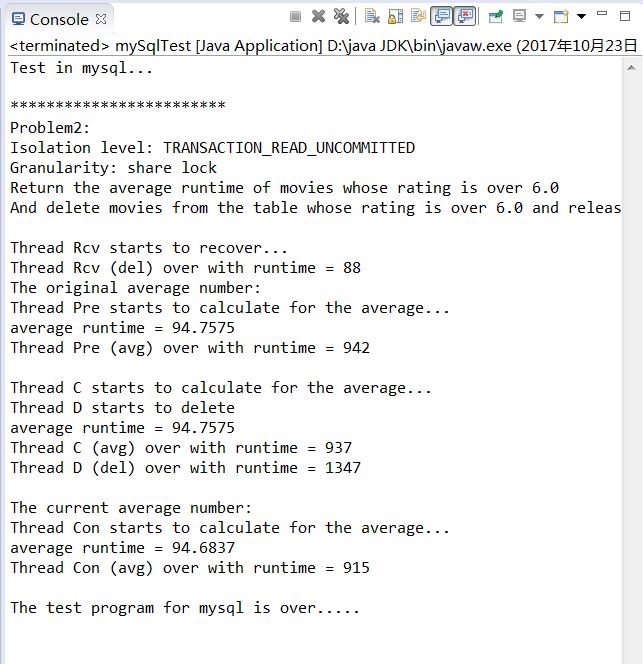 Console
<terminated> mySqlTest [Java Application] D:\java JDK\bin\javaw.exe (2017年10月23日
Test in mysql...
************************
Problem2:
Isolation level: TRANSACTION_READ_UNCOMMITTED
Granularity: share lock
Return the average runtime of movies whose rating is over 6.0
And delete movies from the table whose rating is over 6.0 and releas
Thread Rcv starts to recover...
Thread Rcv (del) over with runtime = 88
The original average number:
Thread Pre starts to calculate for the average...
average runtime = 94.7575
Thread Pre (avg) over with runtime = 942
Thread C starts to calculate for the average...
Thread D starts to delete
average runtime = 94.7575
Thread C (avg) over with runtime = 937
Thread D (del) over with runtime = 1347
The current average number:
Thread Con starts to calculate for the average...
average runtime = 94.6837
Thread Con (avg) over with runtime = 915
The test program for mysql is over.....